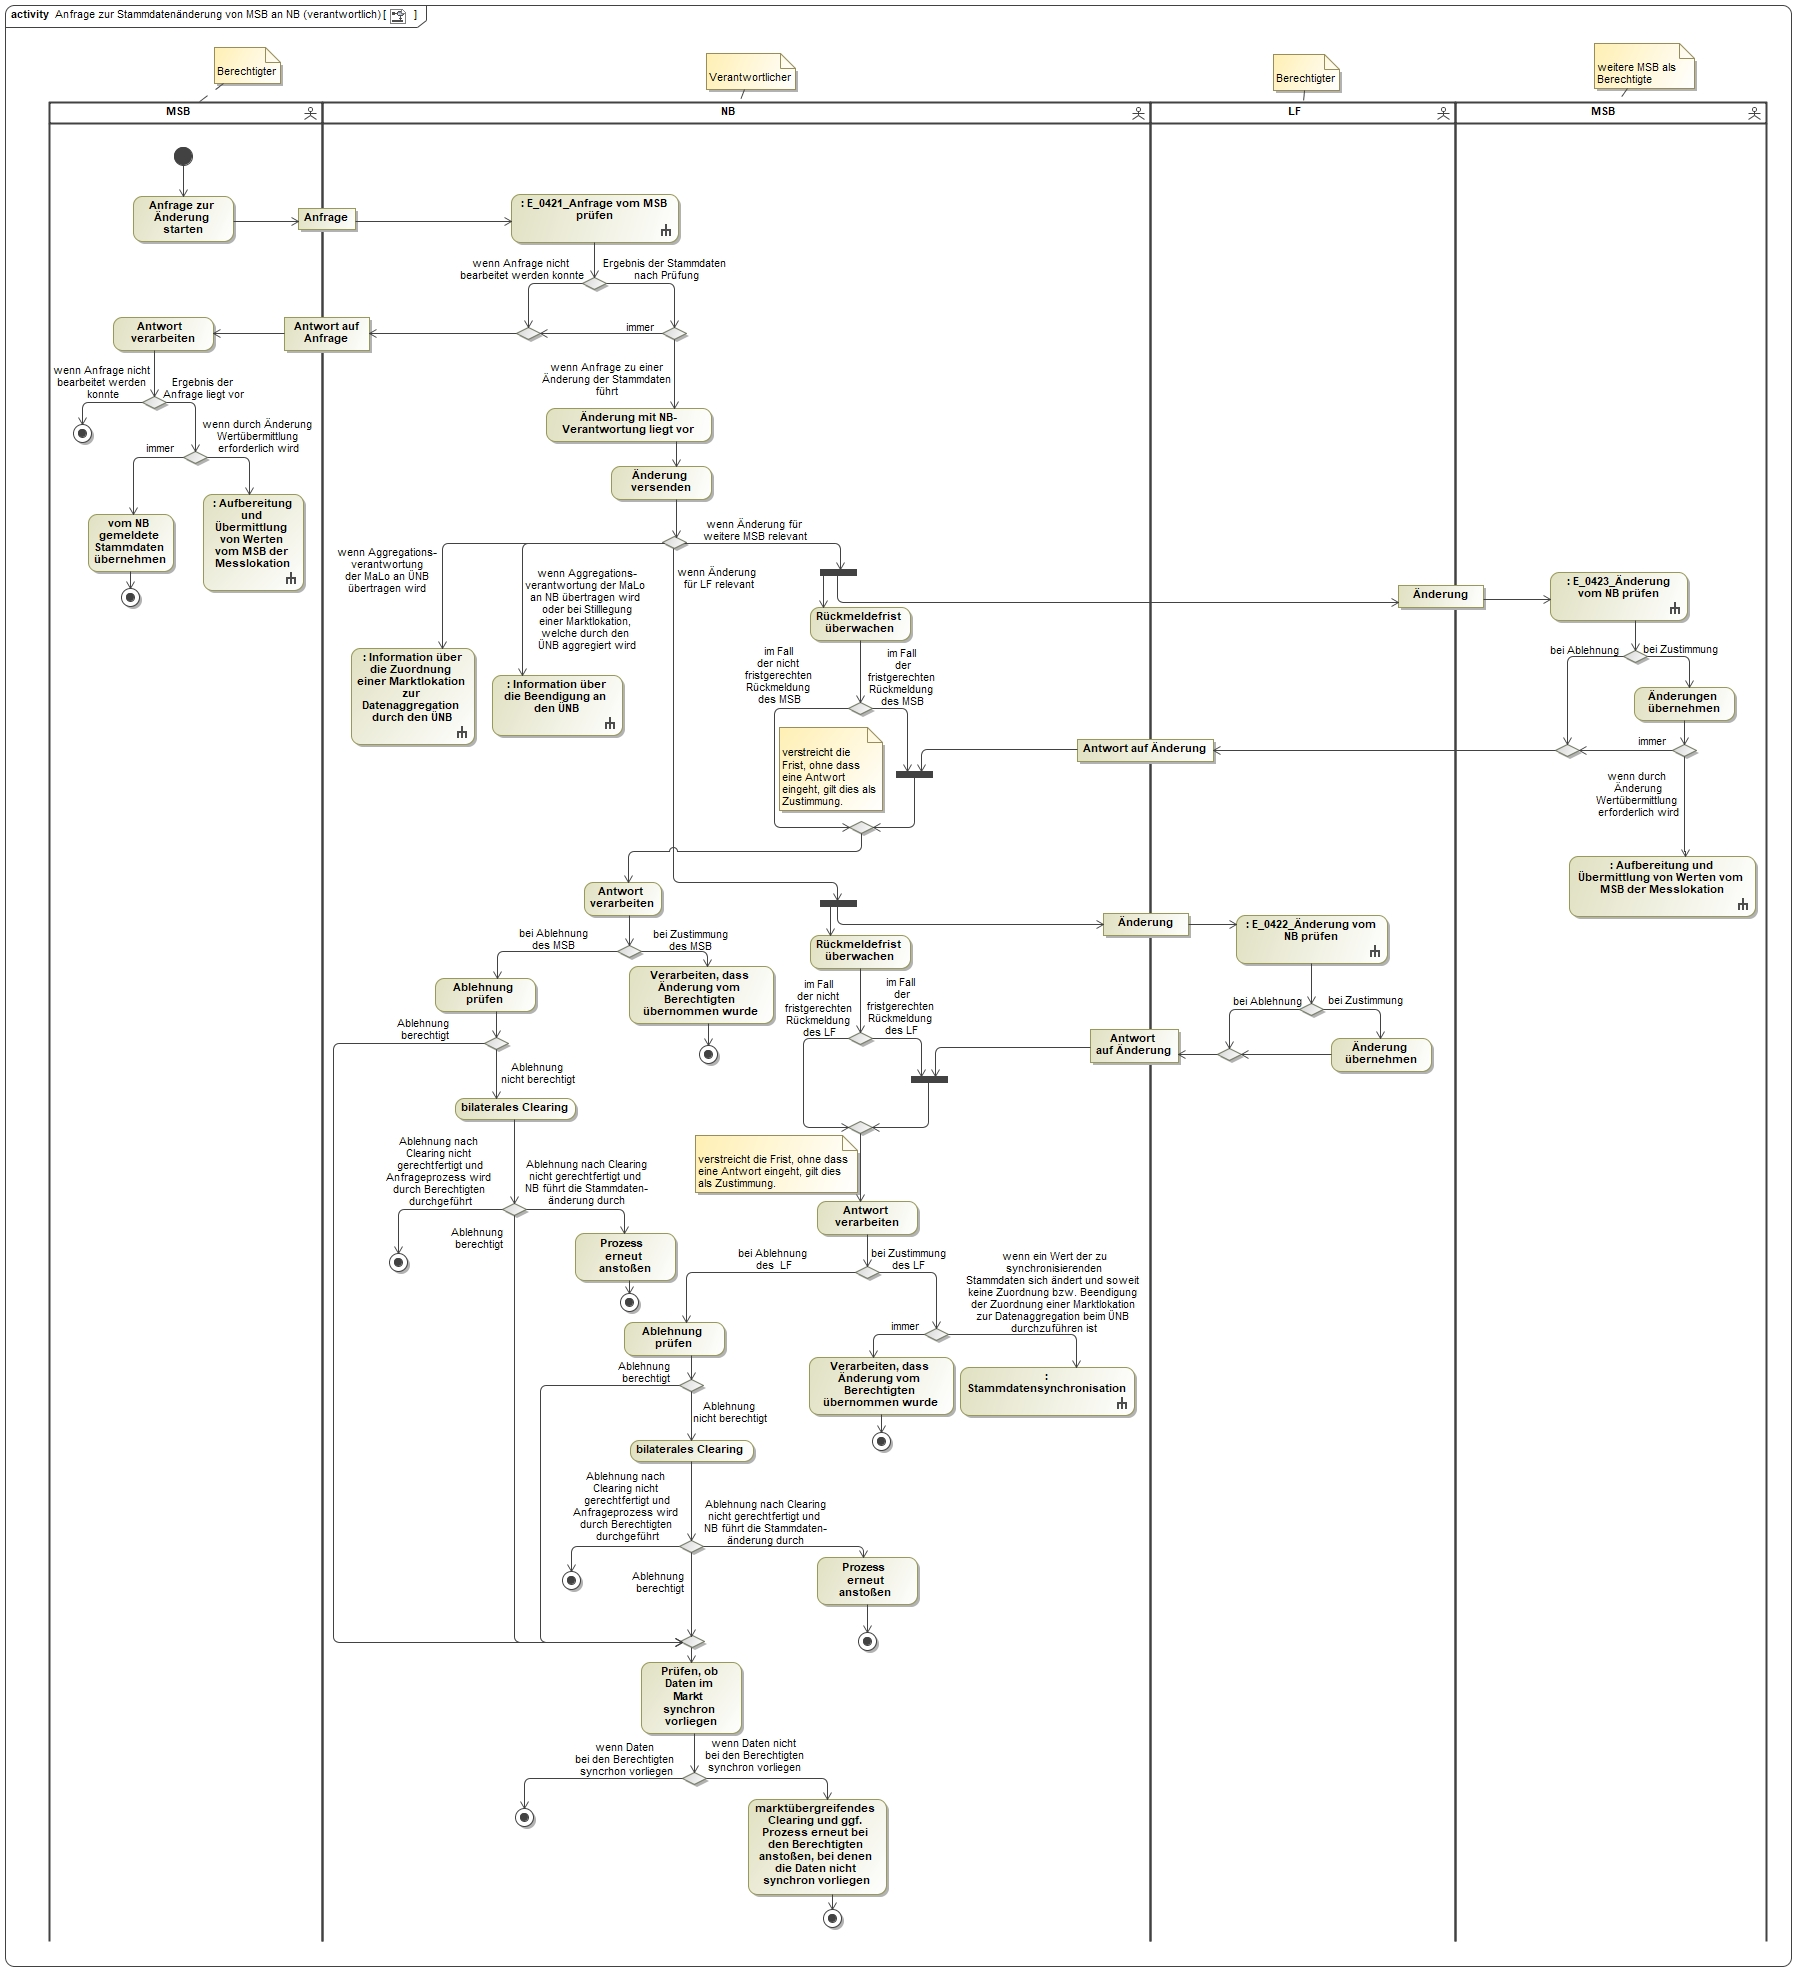 activity Anfrage zur Stammdatenänderung von MSB an NB (verantwortlich) [ ]
Berechtigter
Verantwortlicher
Berechtigter
weitere MSB als
Berechtigte
MSB
NB
LF
MSB
Anfrage zur
Änderung
starten
Anfrage
: E_0421_Anfrage vom MSB
prüfen
wenn Anfrage nicht
bearbeitet werden konnte
Ergebnis der Stammdaten
nach Prüfung
Antwort
verarbeiten
Antwort auf
Anfrage
immer
wenn Anfrage nicht
bearbeitet werden
konnte
Ergebnis der
Anfrage liegt vor
wenn durch Änderung
Wertübermittlung
erforderlich wird
immer
vom NB
gemeldete
Stammdaten
übernehmen
: Aufbereitung
und
Übermittlung
von Werten
vom MSB der
Messlokation
wenn Anfrage zu einer
Änderung der Stammdaten
führt
Änderung mit NB-
Verantwortung liegt vor
Änderung
versenden
wenn Änderung für
weitere MSB relevant
wenn Aggregations-
verantwortung
der MaLo an ÜNB
übertragen wird
wenn Aggregations-
verantwortung der MaLo
an NB übertragen wird
oder bei Stilllegung
einer Marktlokation,
welche durch den
ÜNB aggregiert wird
wenn Änderung
für LF relevant
: Information über
die Zuordnung
einer Marktlokation
zur
Datenaggregation
durch den ÜNB
: Information über
die Beendigung an
den ÜNB
Rückmeldefrist
überwachen
Änderung
: E_0423_Änderung
vom NB prüfen
im Fall
der nicht
fristgerechten
Rückmeldung
des MSB
im Fall
der
fristgerechten
Rückmeldung
des MSB
bei Ablehnung
bei Zustimmung
Änderungen
übernehmen
verstreicht die
Frist, ohne dass
eine Antwort
eingeht, gilt dies als
Zustimmung.
Antwort auf Änderung
immer
wenn durch
Änderung
Wertübermittlung
erforderlich wird
: Aufbereitung und
Übermittlung von Werten vom
MSB der Messlokation
Antwort
verarbeiten
bei Ablehnung
des MSB
bei Zustimmung
des MSB
Ablehnung
prüfen
Verarbeiten, dass
Änderung vom
Berechtigten
übernommen wurde
Rückmeldefrist
überwachen
Änderung
: E_0422_Änderung vom
NB prüfen
im Fall
der nicht
fristgerechten
Rückmeldung
des LF
im Fall
der
fristgerechten
Rückmeldung
des LF
bei Ablehnung
bei Zustimmung
Antwort
auf Änderung
Änderung
übernehmen
Ablehnung
berechtigt
Ablehnung
nicht berechtigt
bilaterales Clearing
Ablehnung nach
Clearing nicht
gerechtfertigt und
Anfrageprozess wird
durch Berechtigten
durchgeführt
Ablehnung nach Clearing
nicht gerechtfertigt und
NB führt die Stammdaten-
änderung durch
Ablehnung
berechtigt
Prozess
erneut
anstoßen
verstreicht die Frist, ohne dass
eine Antwort eingeht, gilt dies
als Zustimmung.
Antwort
verarbeiten
bei Ablehnung
des LF
bei Zustimmung
des LF
wenn ein Wert der zu
synchronisierenden
Stammdaten sich ändert und soweit
keine Zuordnung bzw. Beendigung
der Zuordnung einer Marktlokation
zur Datenaggregation beim ÜNB
durchzuführen ist
immer
Ablehnung
prüfen
Verarbeiten, dass
Änderung vom
Berechtigten
übernommen wurde
:
Stammdatensynchronisation
Ablehnung
berechtigt
Ablehnung
nicht berechtigt
bilaterales Clearing
Ablehnung nach
Clearing nicht
gerechtfertigt und
Anfrageprozess wird
durch Berechtigten
durchgeführt
Ablehnung nach Clearing
nicht gerechtfertigt und
NB führt die Stammdaten-
änderung durch
Ablehnung
berechtigt
Prozess
erneut
anstoßen
Prüfen, ob
Daten im
Markt
synchron
vorliegen
wenn Daten
bei den Berechtigten
syncrhon vorliegen
wenn Daten nicht
bei den Berechtigten
synchron vorliegen
marktübergreifendes
Clearing und ggf.
Prozess erneut bei
den Berechtigten
anstoßen, bei denen
die Daten nicht
synchron vorliegen